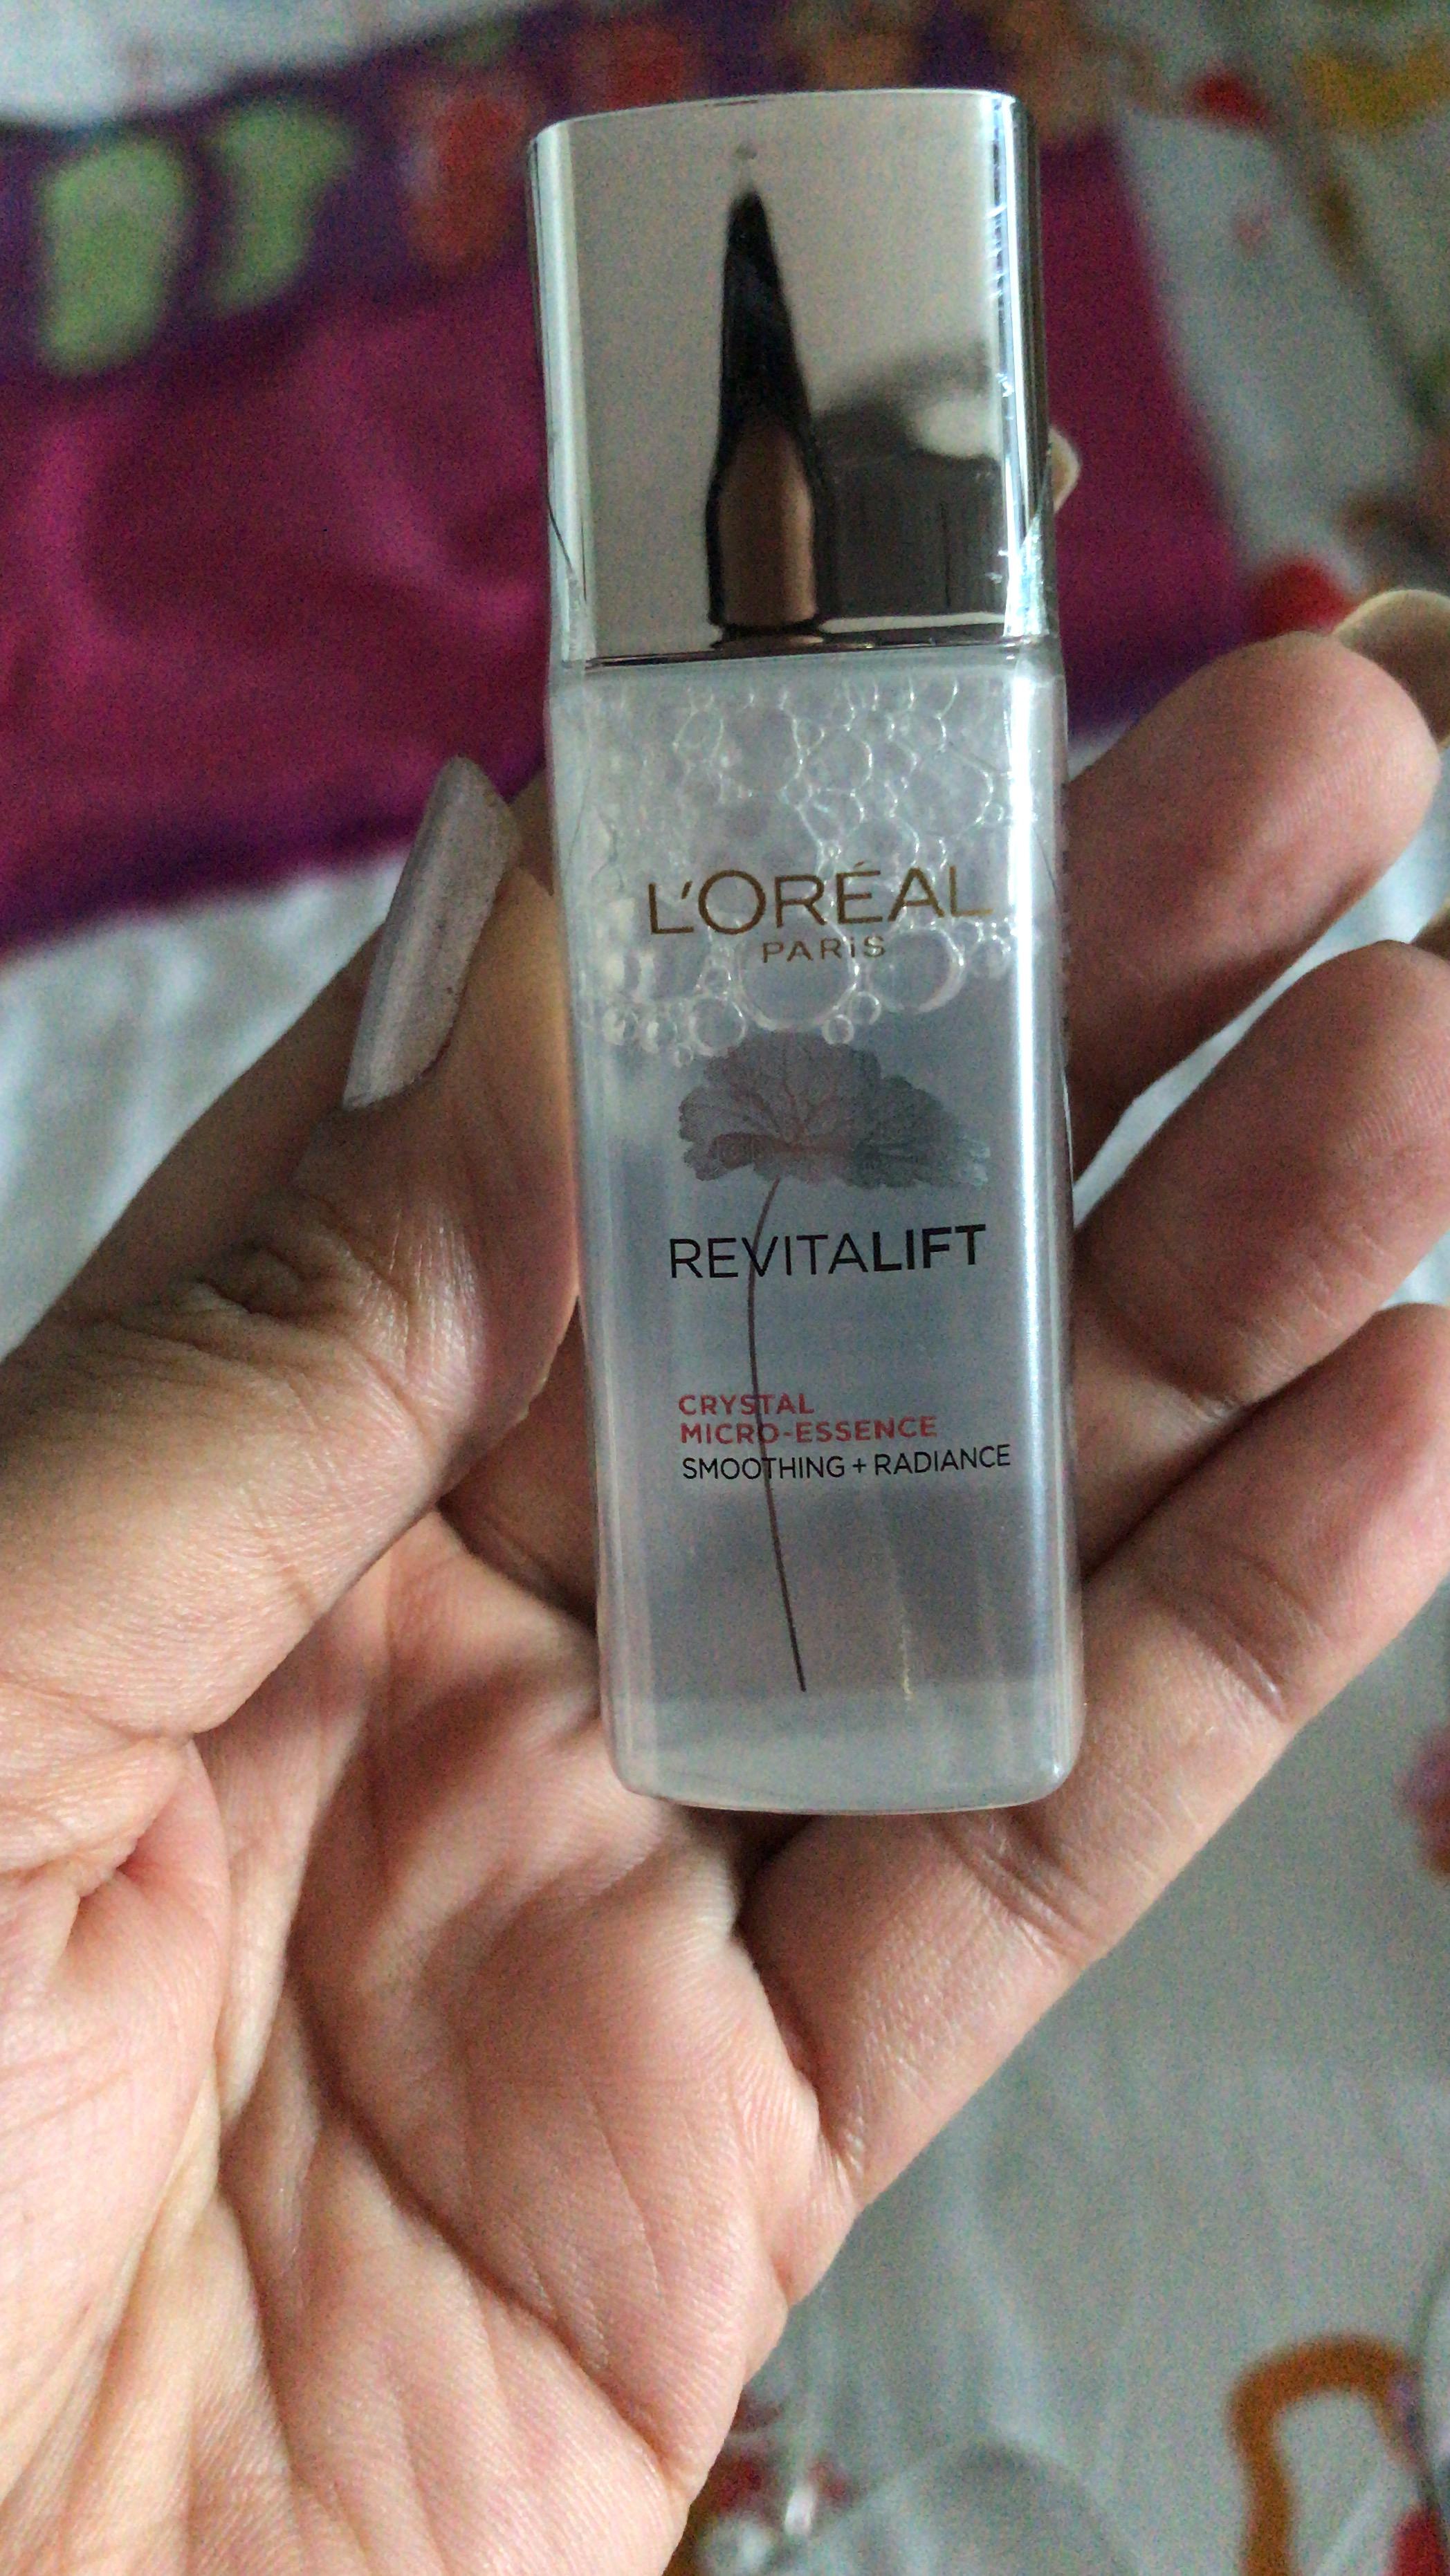 L'ORÉAL
PARIS
REVITALIFT
CRYSTAL
MICRO-ESSENCE
SMOOTHING + RADIANCE